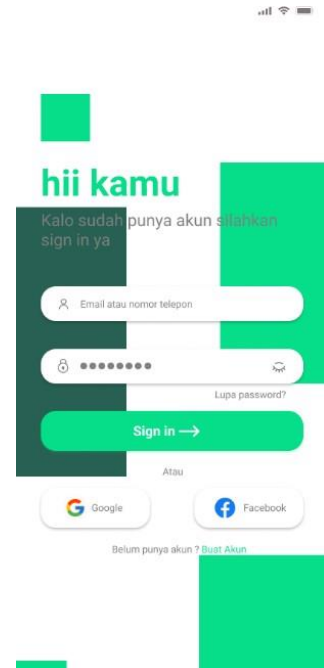 hii kamu
Kalo sudah punya akun silahkan
sign in ya
Email atau nomor telepon
Lupa password?
Sign in
Atau
Google
Facebook
Belum punya akun ? Buat Akun